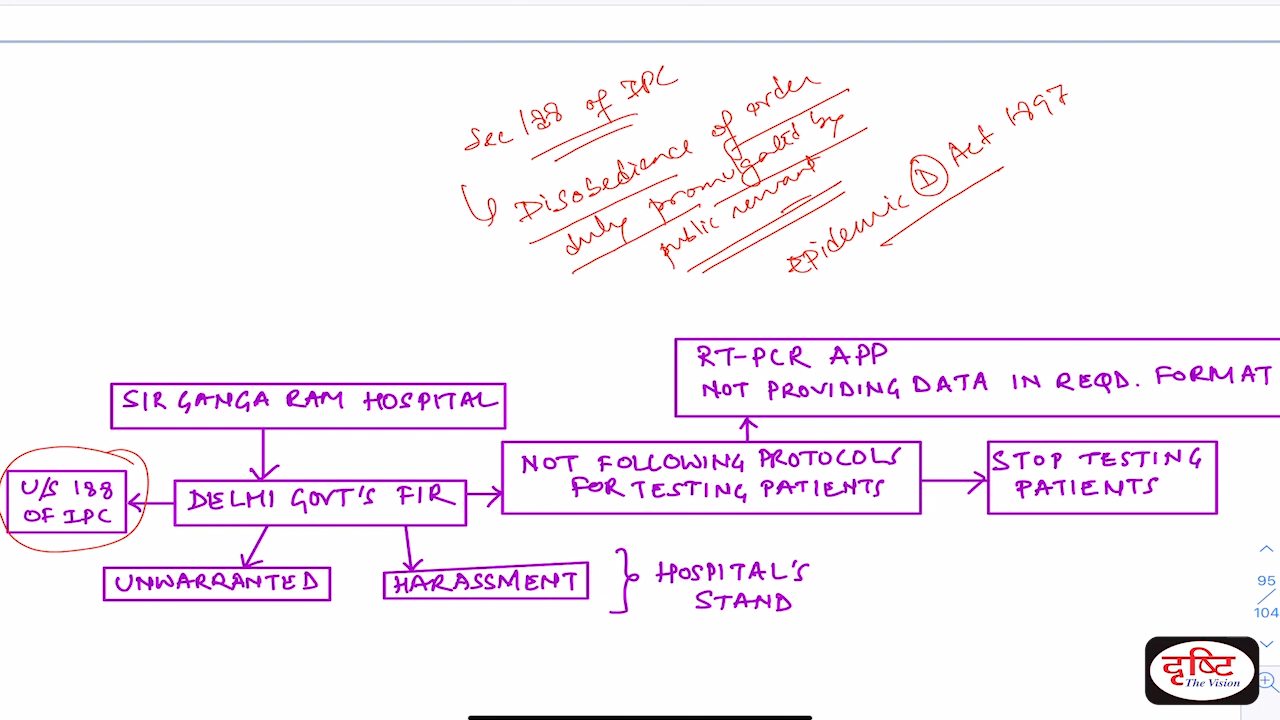 Sec 188 of IPC
Disobedience of order
duly promulgated by
public servant
Epidemic D Act 1897
RT-PCR APP
NOT PROVIDING DATA IN REQD. FORMAT
SIR GANGA RAM HOSPITAL
NOT FOLLOWING PROTOCOLS
FOR TESTING PATIENTS
STOP TESTING
PATIENTS
U/S 188
OF IPC
DELHI GOVT'S FIR
UNWARRANTED
HARASSMENT
HOSPITAL'S
STAND
95
/
104
दृष्टि
The Vision